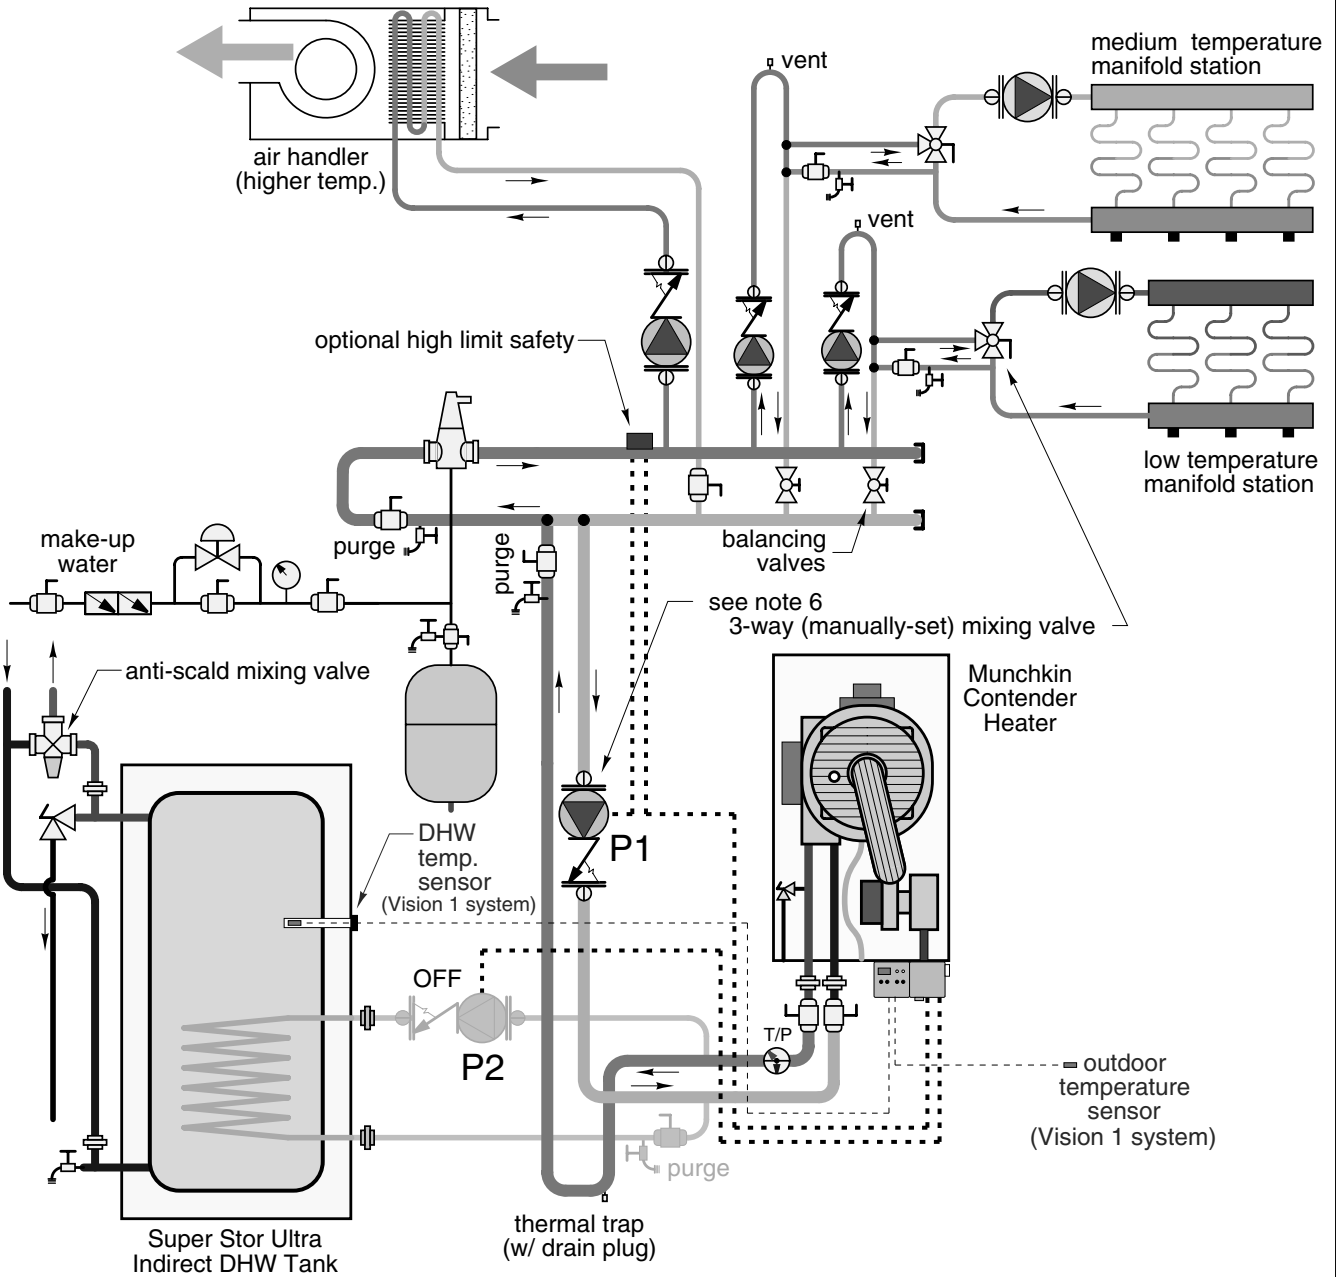 medium temperature
manifold station
vent
air handler
(higher temp.)
vent
optional high limit safety
low temperature
manifold station
make-up
water
purge
purge
balancing
valves
see note 6
3-way (manually-set) mixing valve
anti-scald mixing valve
Munchkin
Contender
Heater
DHW
temp.
sensor
(Vision 1 system)
P1
OFF
P2
T/P
outdoor
temperature
sensor
(Vision 1 system)
purge
thermal trap
(w/ drain plug)
Super Stor Ultra
Indirect DHW Tank